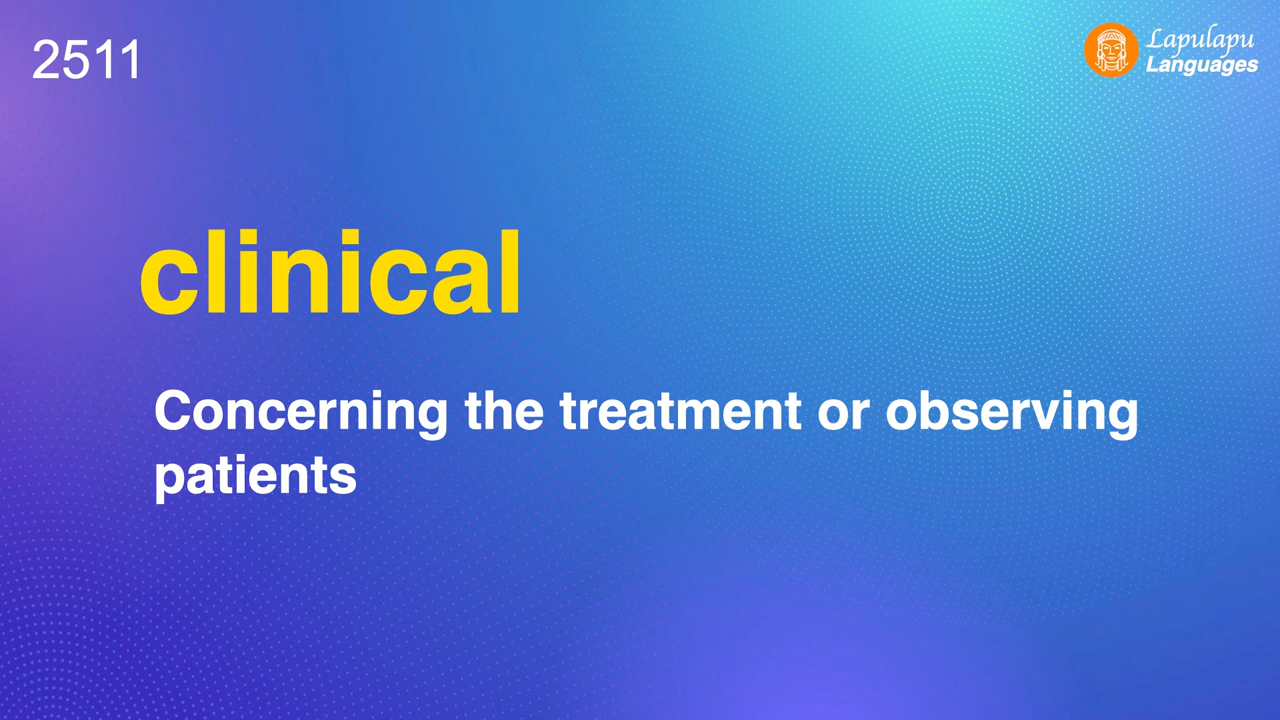 2511
Lapulapu
Languages
clinical
Concerning the treatment or observing
patients